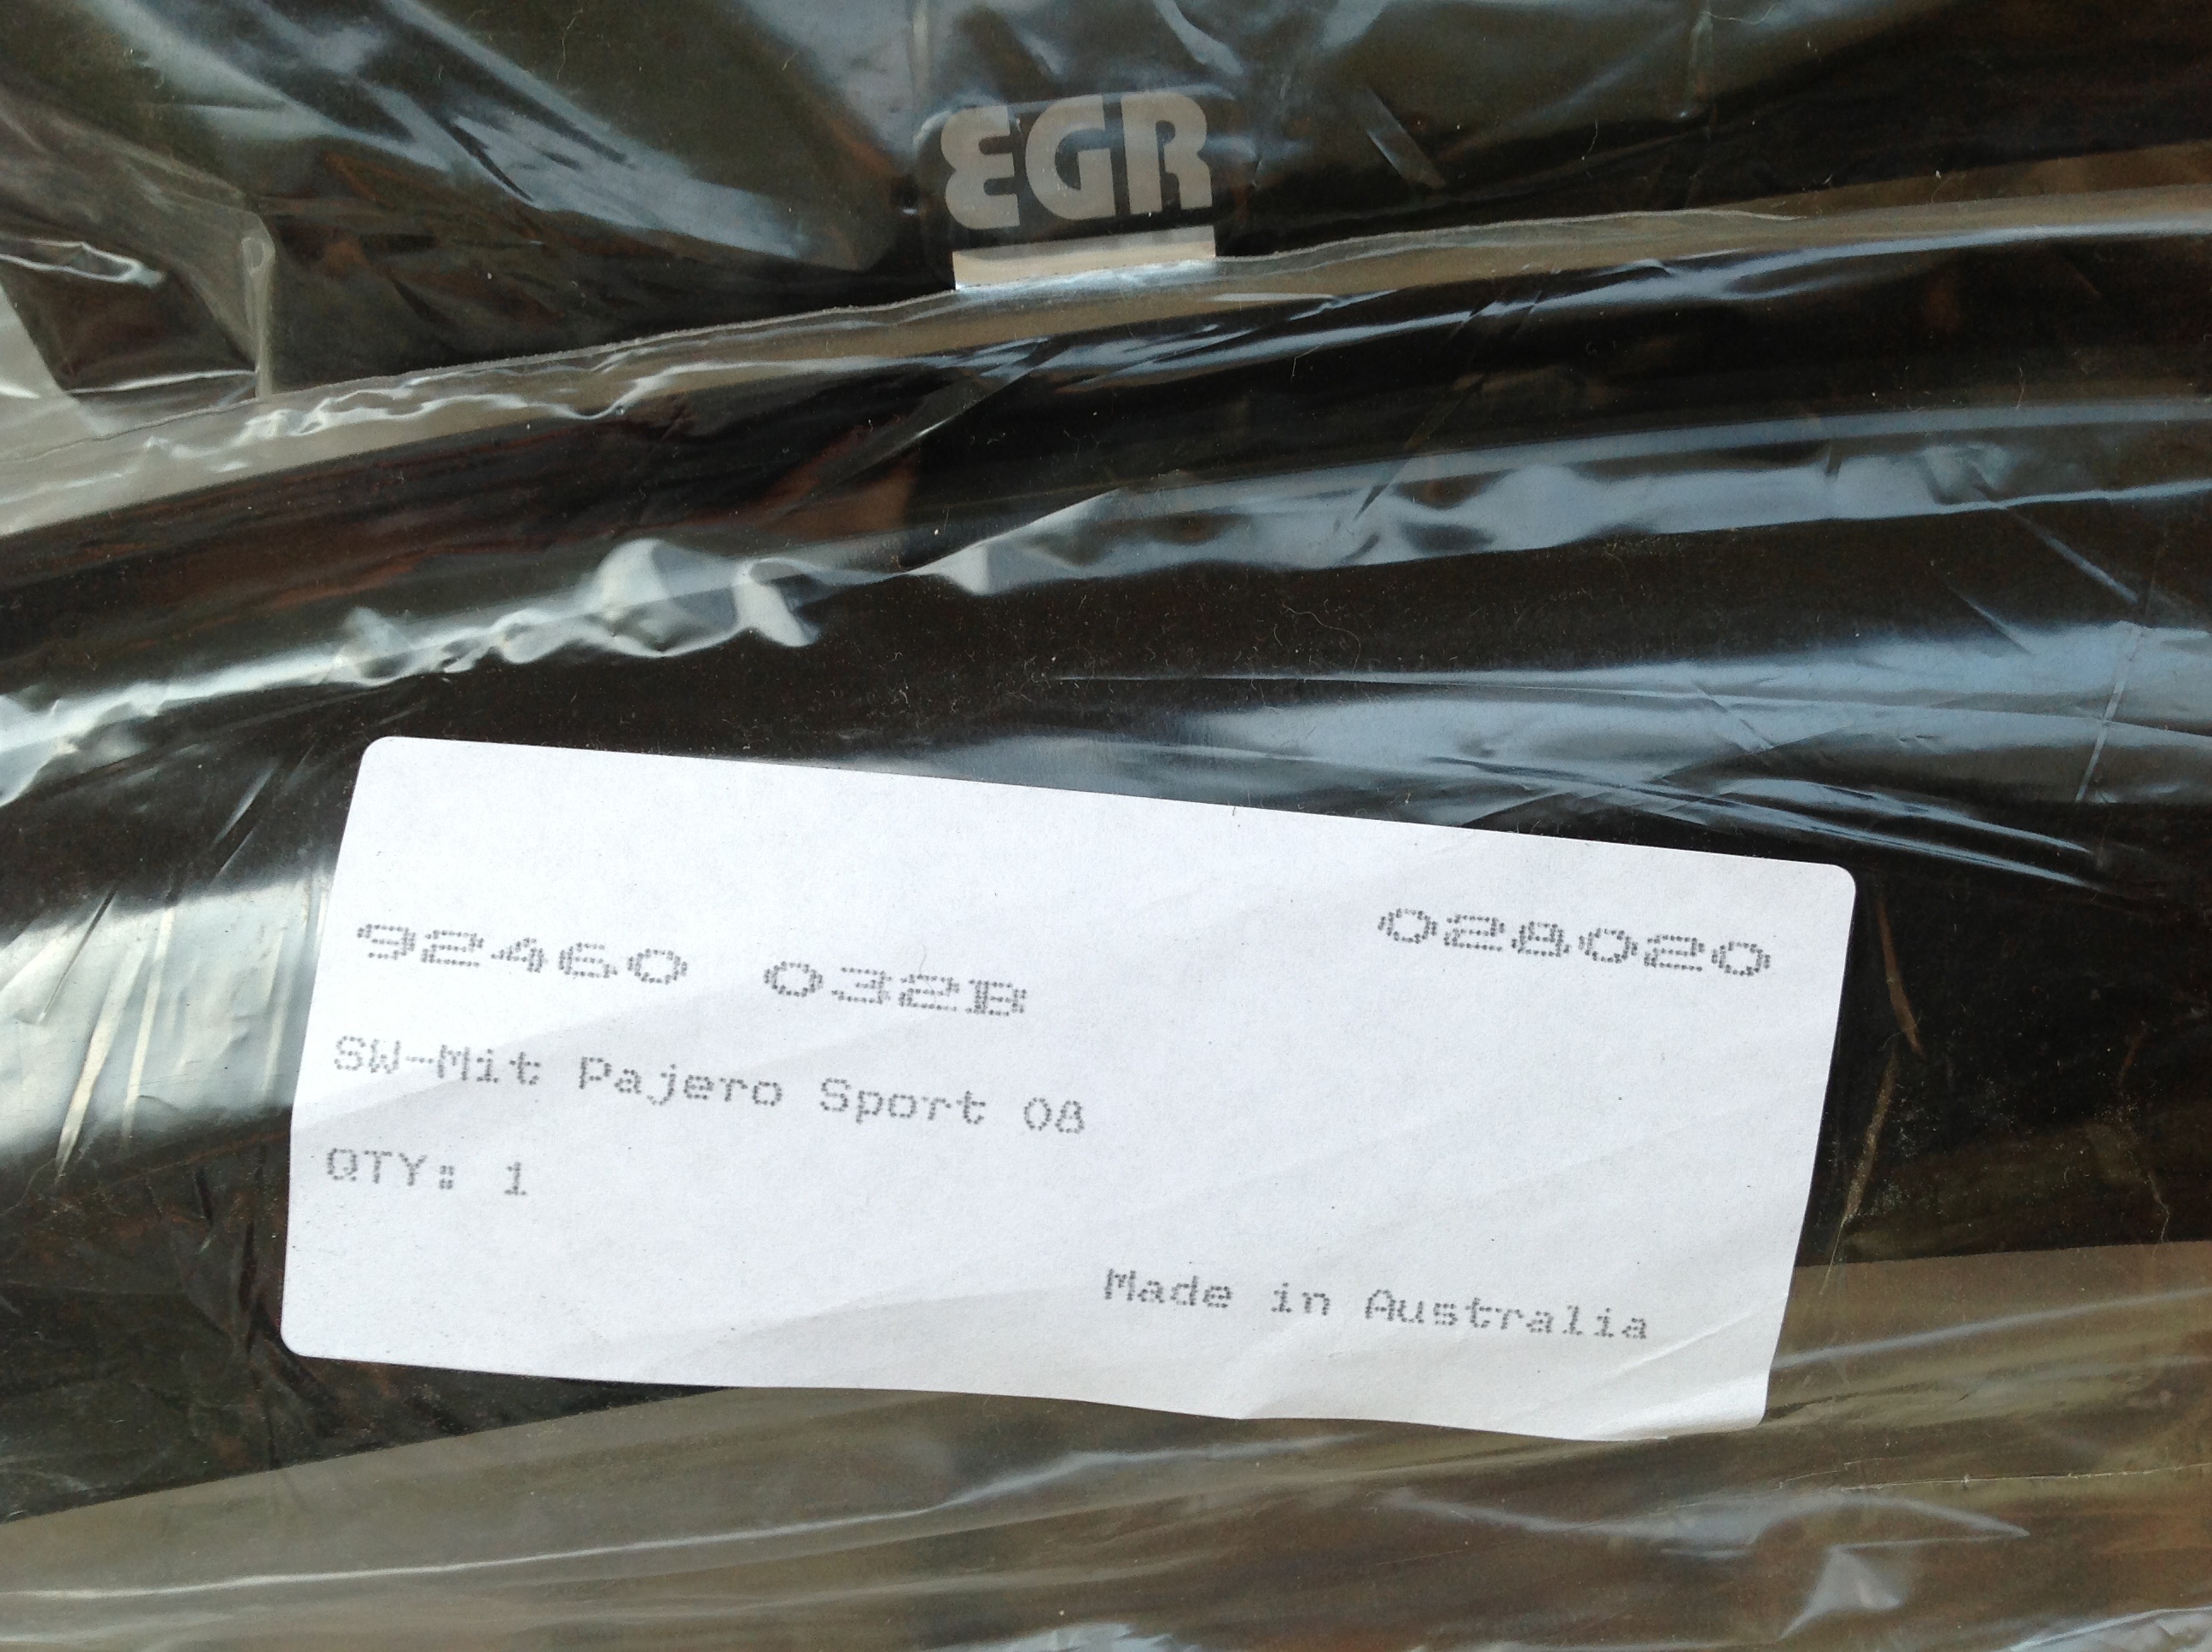 EGR
92460 032B
028020
SW-Mit Pajero Sport 08
QTY: 1
Made in Australia